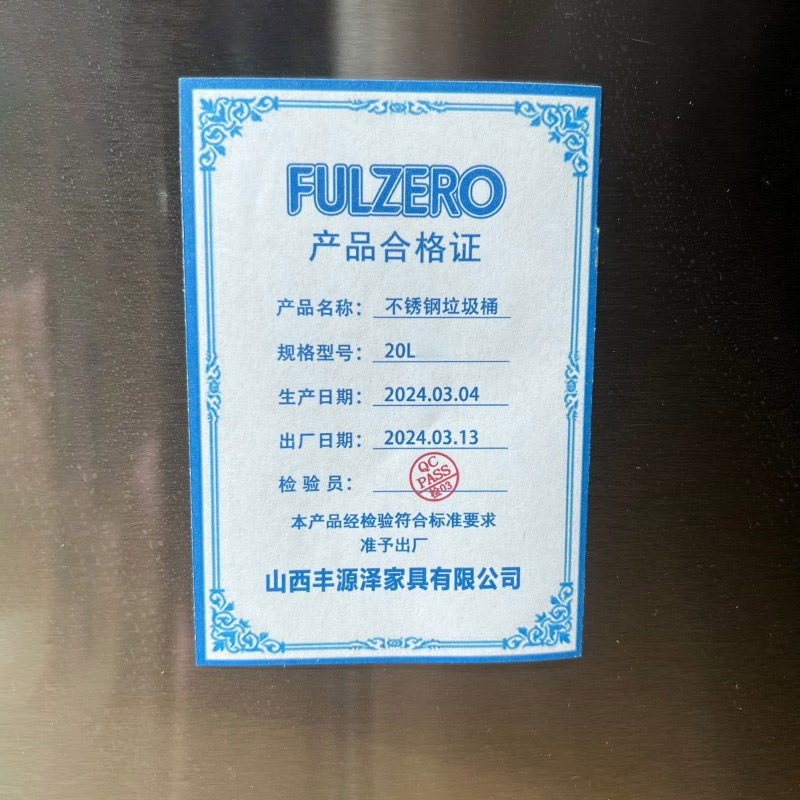 FULZERO
产品合格证
产品名称： 不锈钢垃圾桶
规格型号： 20L
生产日期： 2024.03.04
出厂日期： 2024.03.13
检 验 员：
QC
PASS
检03
本产品经检验符合标准要求
准予出厂
山西丰源泽家具有限公司